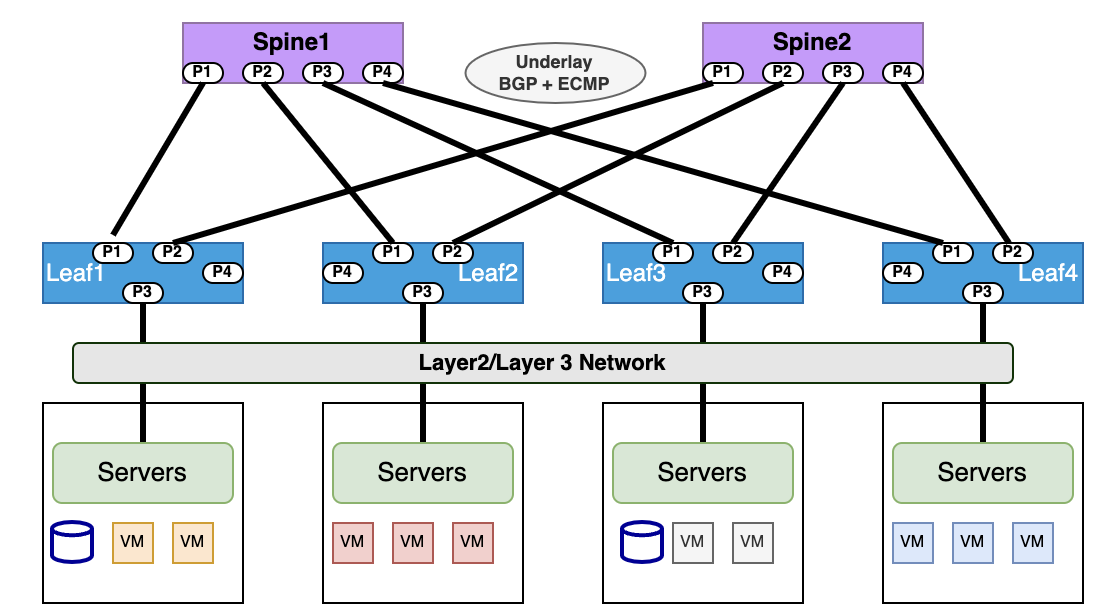 Spine1
P1 P2 P3 P4
Underlay
BGP + ECMP
Spine2
P1 P2 P3 P4
Leaf1
P1 P2
P4
P3
P1 P2
P4
Leaf2
P3
Leaf3
P1 P2
P4
P3
P1 P2
P4
Leaf4
P3
Layer2/Layer 3 Network
Servers
VM VM
Servers
VM VM VM
Servers
VM VM
Servers
VM VM VM